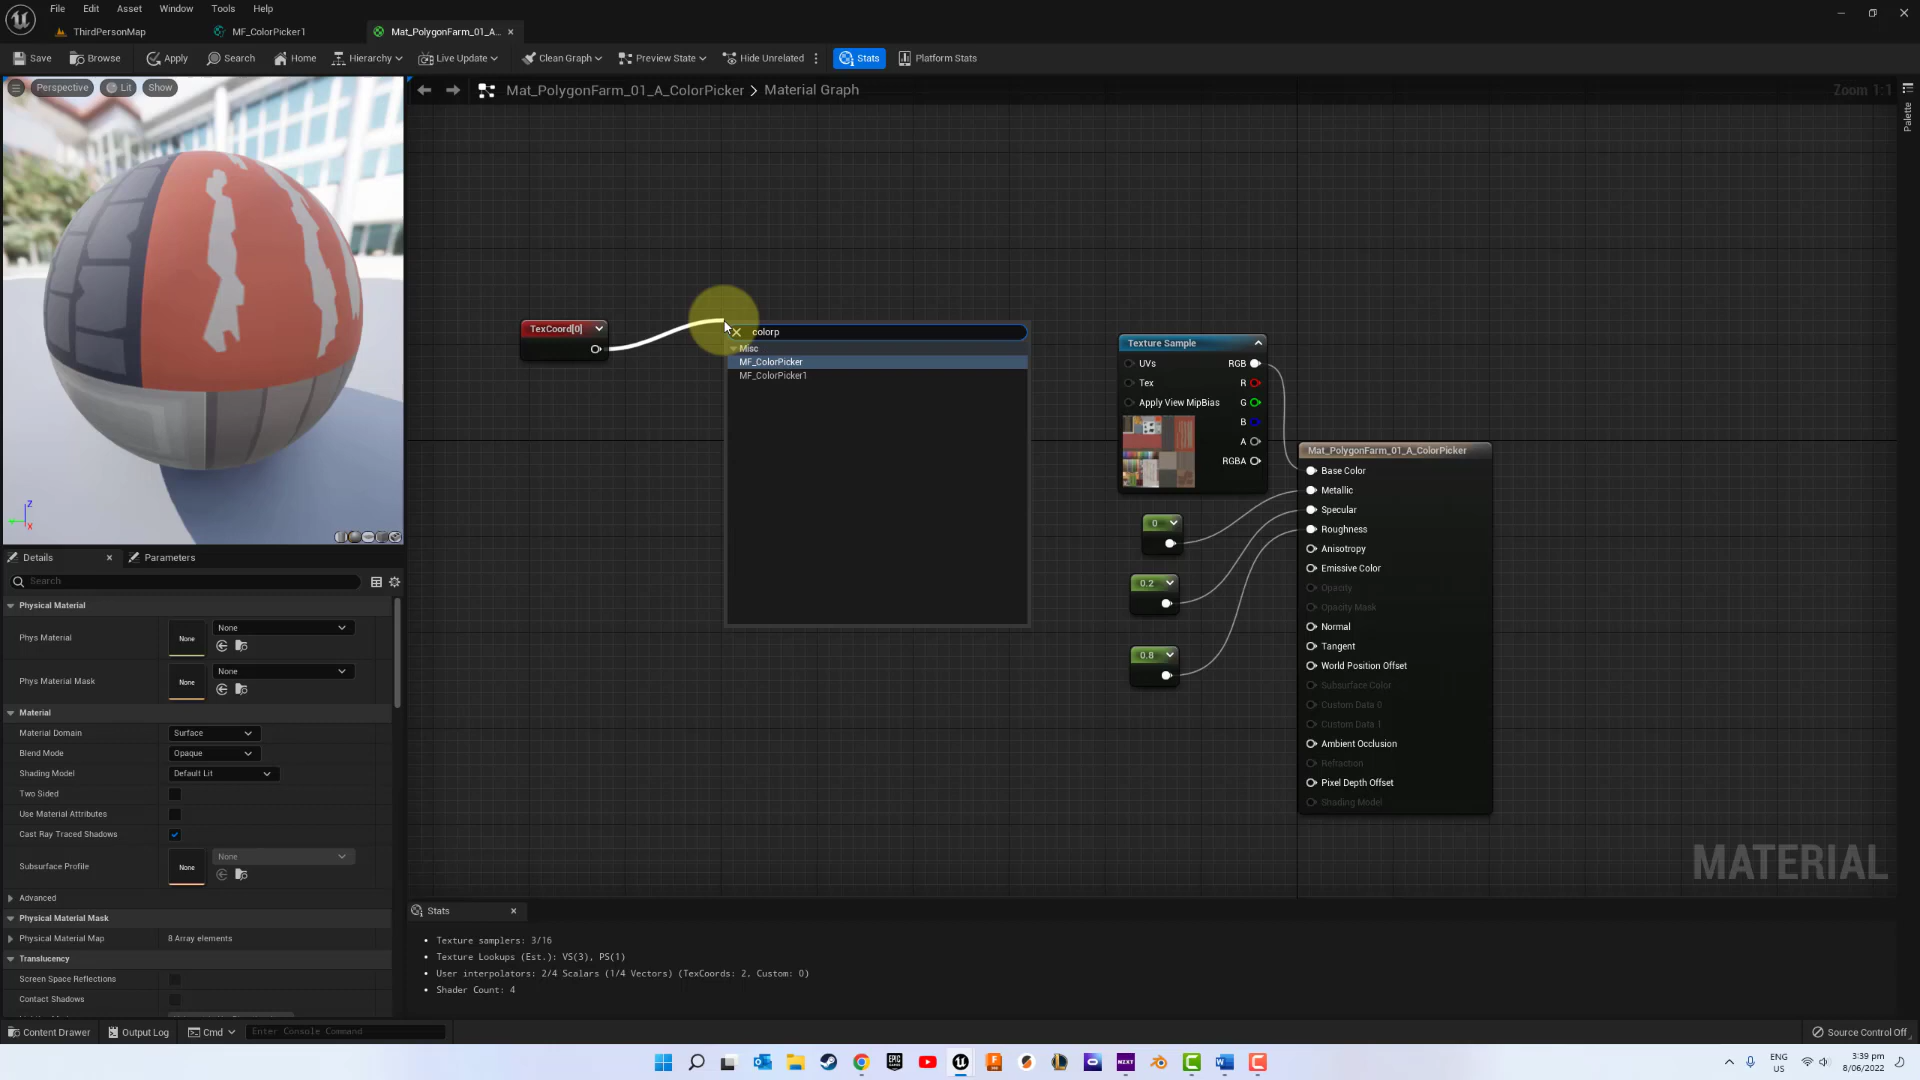 File Edit Asset Window Tools Help
ThirdPersonMap MF_ColorPicker1 Mat_PolygonFarm_01_A...
Save Browse Apply Search Home Hierarchy Live Update Clean Graph Preview State Hide Unrelated Stats Platform Stats
Perspective Lit Show
Mat_PolygonFarm_01_A_ColorPicker > Material Graph
Zoom 1:1
Palette
TexCoord[0]
colorp
Misc
MF_ColorPicker
MF_ColorPicker1
Texture Sample
UVs RGB
Tex R
Apply View MipBias G
B
A
RGBA
0
0.2
0.8
Mat_PolygonFarm_01_A_ColorPicker
Base Color
Metallic
Specular
Roughness
Anisotropy
Emissive Color
Opacity
Opacity Mask
Normal
Tangent
World Position Offset
Subsurface Color
Custom Data 0
Custom Data 1
Ambient Occlusion
Refraction
Pixel Depth Offset
Shading Model
MATERIAL
Z
X
Details Parameters
Search
Physical Material
Phys Material None None
Phys Material Mask None None
Material
Material Domain Surface
Blend Mode Opaque
Shading Model Default Lit
Two Sided
Use Material Attributes
Cast Ray Traced Shadows
Subsurface Profile None None
Advanced
Physical Material Mask
Physical Material Map 8 Array elements
Translucency
Screen Space Reflections
Contact Shadows
Stats
Texture samplers: 3/16
Texture Lookups (Est.): VS(3), PS(1)
User interpolators: 2/4 Scalars (1/4 Vectors) (TexCoords: 2, Custom: 0)
Shader Count: 4
Content Drawer Output Log Cmd Enter Console Command Source Control Off
EPIC GAMES NZXT
ENG US
3:39 pm
8/06/2022